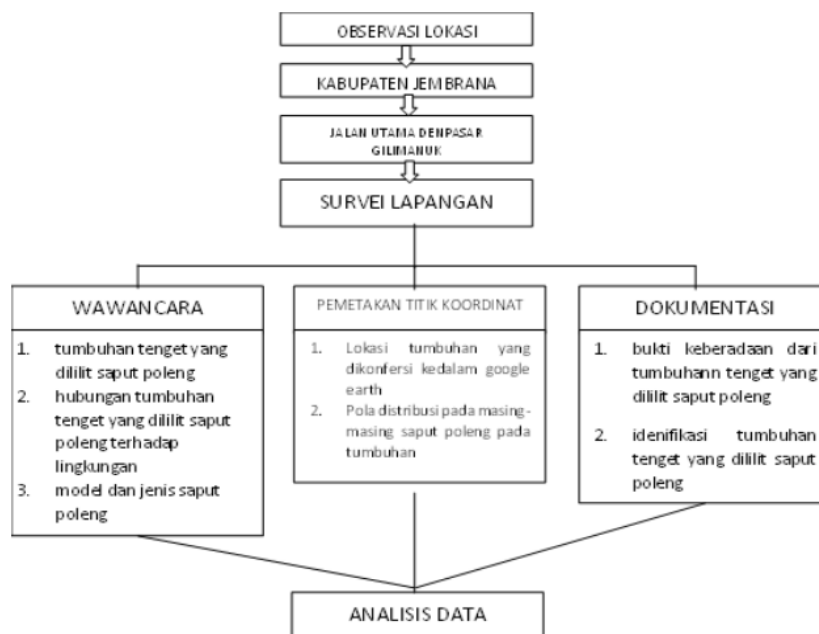 OBSERVASI LOKASI
KABUPATEN JEMBRANA
JALAN UTAMA DENPASAR
GILIMANUK
SURVEI LAPANGAN
WAWANCARA
1. tumbuhan tenget yang
dililit saput poleng
2. hubungan tumbuhan
tenget yang dililit saput
poleng terhadap
lingkungan
3. model dan jenis saput
poleng
PEMETAKAN TITIK KOORDINAT
1. Lokasi tumbuhan yang
dikonfersi kedalam google
earth
2. Pola distribusi pada masing-
masing saput poleng pada
tumbuhan
DOKUMENTASI
1. bukti keberadaan dari
tumbuhann tenget yang
dililit saput poleng
2. idenifikasi tumbuhan
tenget yang dililit saput
poleng
ANALISIS DATA